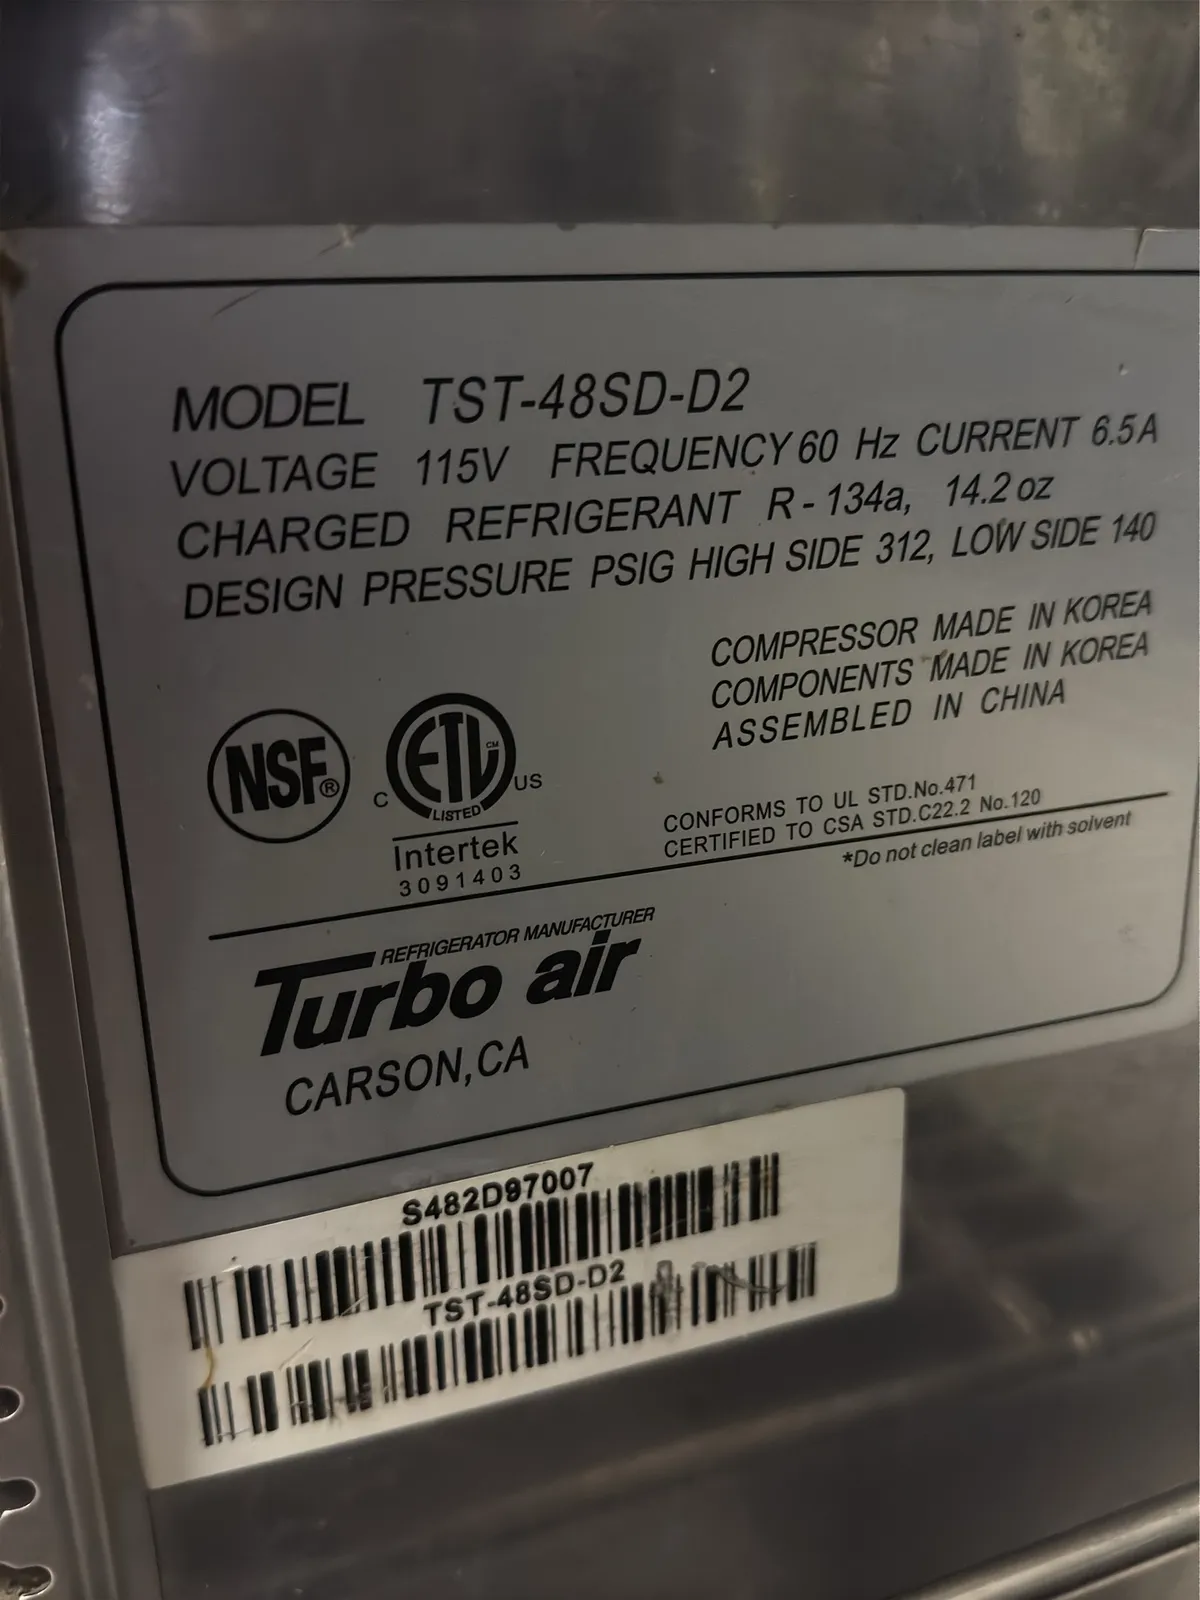 MODEL TST-48SD-D2
VOLTAGE 115V FREQUENCY 60 Hz CURRENT 6.5A
CHARGED REFRIGERANT R-134a, 14.2 oz
DESIGN PRESSURE PSIG HIGH SIDE 312, LOW SIDE 140
COMPRESSOR MADE IN KOREA
COMPONENTS MADE IN KOREA
ASSEMBLED IN CHINA
NSF®
C ETL CM US
LISTED
Intertek
3091403
CONFORMS TO UL STD.No.471
CERTIFIED TO CSA STD.C22.2 No.120
*Do not clean label with solvent
REFRIGERATOR MANUFACTURER
Turbo air
CARSON,CA
S482D97007
TST-48SD-D2